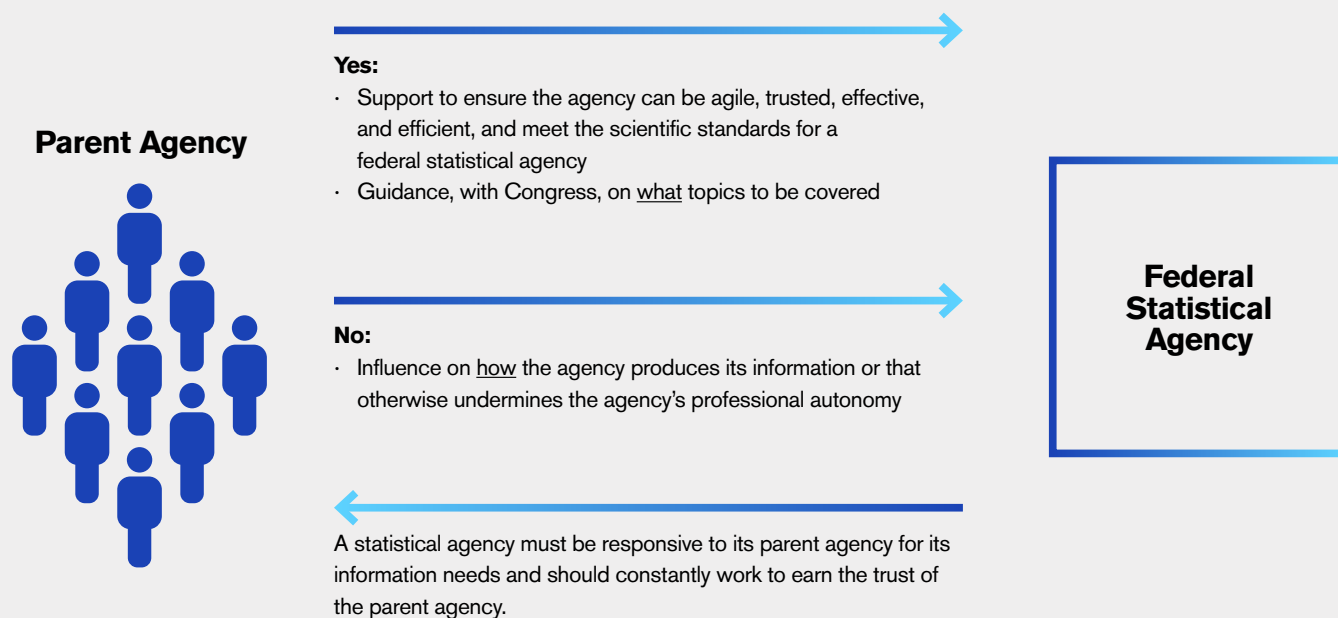 Parent Agency
Yes:
· Support to ensure the agency can be agile, trusted, effective,
and efficient, and meet the scientific standards for a
federal statistical agency
· Guidance, with Congress, on what topics to be covered
No:
· Influence on how the agency produces its information or that
otherwise undermines the agency’s professional autonomy
A statistical agency must be responsive to its parent agency for its
information needs and should constantly work to earn the trust of
the parent agency.
Federal
Statistical
Agency